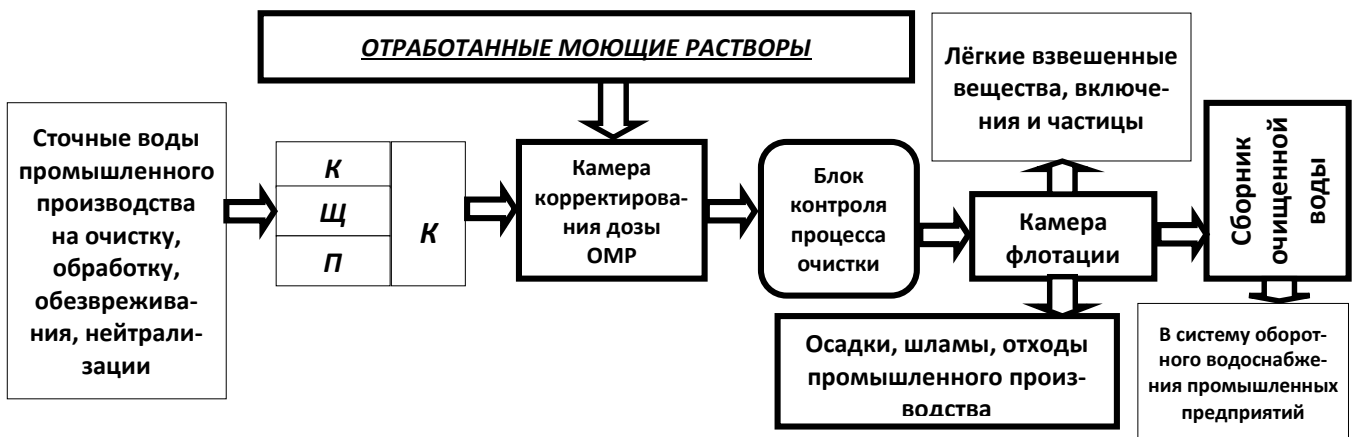 ОТРАБОТАННЫЕ МОЮЩИЕ РАСТВОРЫ
Сточные воды
промышленного
производства
на очистку,
обработку,
обезврежива-
ния, нейтрали-
зации
К
Щ
П
К
Камера
корректирова-
ния дозы
ОМР
Блок
контроля
процесса
очистки
Лёгкие взвешенные
вещества, включе-
ния и частицы
Камера
флотации
Осадки, шламы, отходы
промышленного произ-
водства
Сборник
очищенной
воды
В систему оборот-
ного водоснабже-
ния промышленных
предприятий